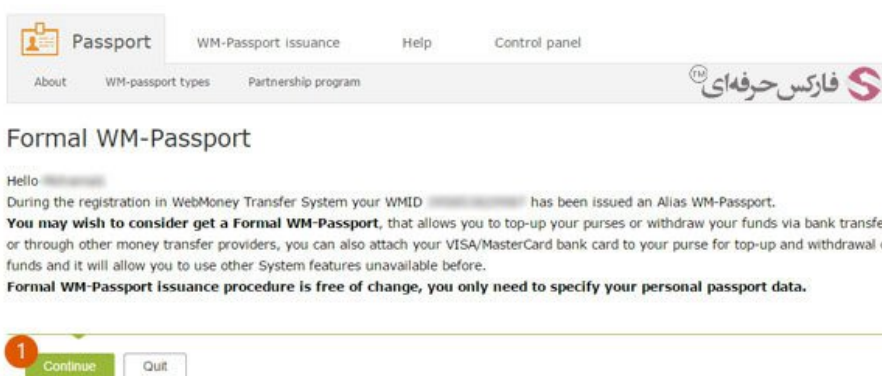 Passport WM-Passport issuance Help Control panel
About WM-passport types Partnership program
فارکس حرفه‌ای TM
Formal WM-Passport
Hello
During the registration in WebMoney Transfer System your WMID has been issued an Alias WM-Passport.
You may wish to consider get a Formal WM-Passport, that allows you to top-up your purses or withdraw your funds via bank transfe
or through other money transfer providers, you can also attach your VISA/MasterCard bank card to your purse for top-up and withdrawal
funds and it will allow you to use other System features unavailable before.
Formal WM-Passport issuance procedure is free of change, you only need to specify your personal passport data.
1
Continue Quit